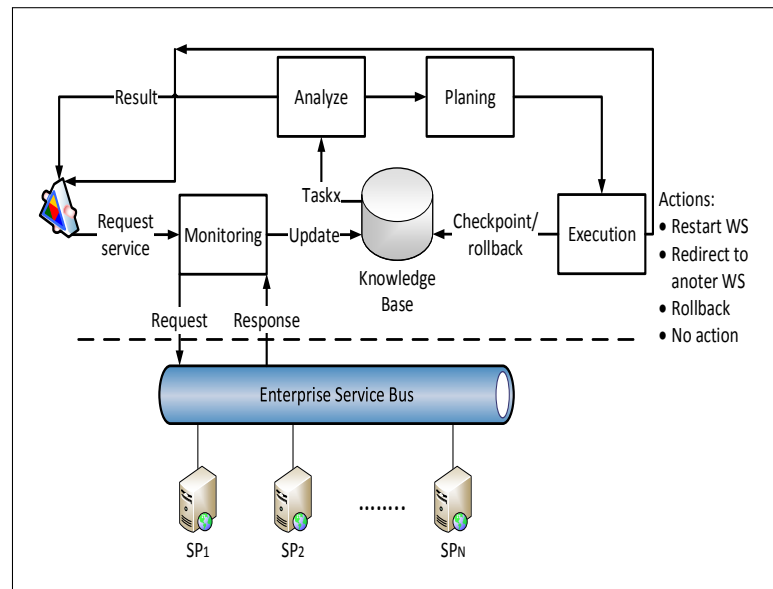 Result
Analyze
Planing
Taskx
Request
service
Monitoring
Update
Knowledge
Base
Checkpoint/
rollback
Execution
Actions:
• Restart WS
• Redirect to
anoter WS
• Rollback
• No action
Request
Response
Enterprise Service Bus
SP1
SP2
........
SPN